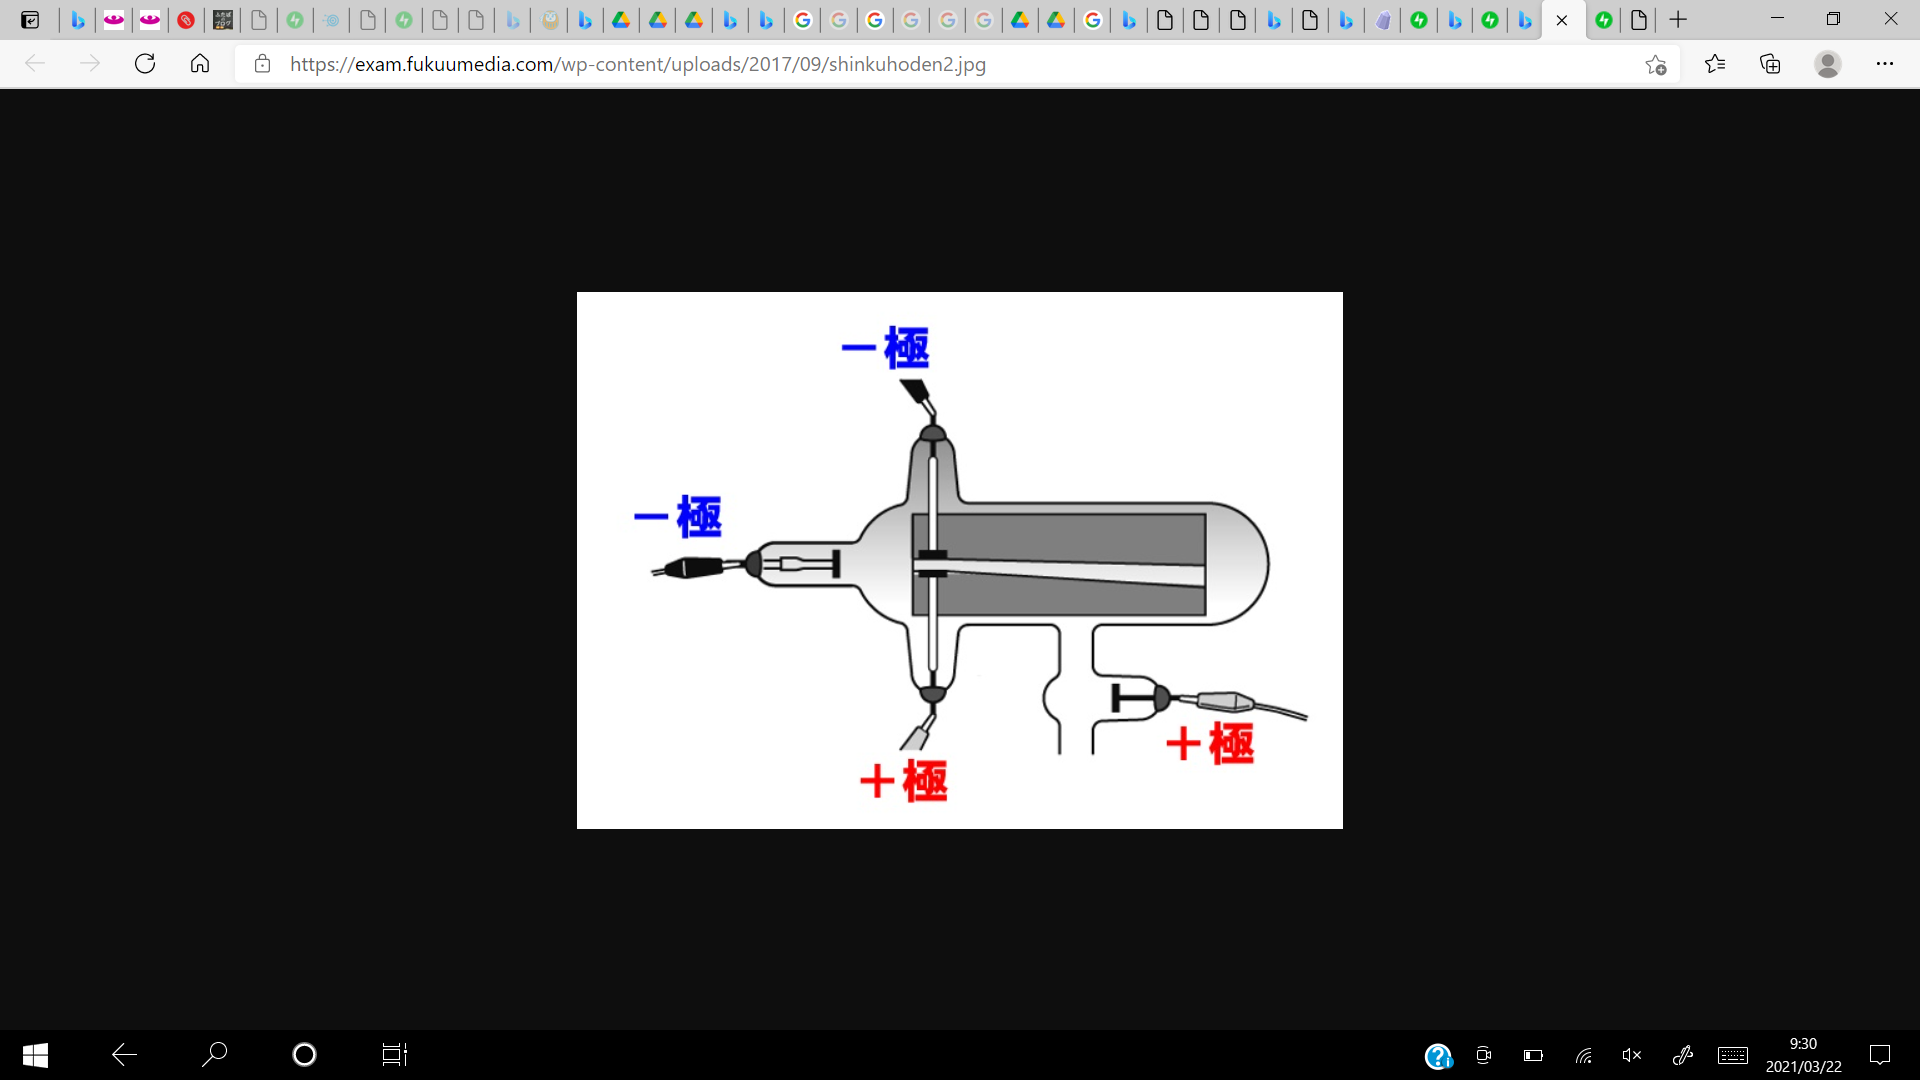 https://exam.fukuumedia.com/wp-content/uploads/2017/09/shinkuhoden2.jpg
－極
－極
＋極
＋極
9:30
2021/03/22